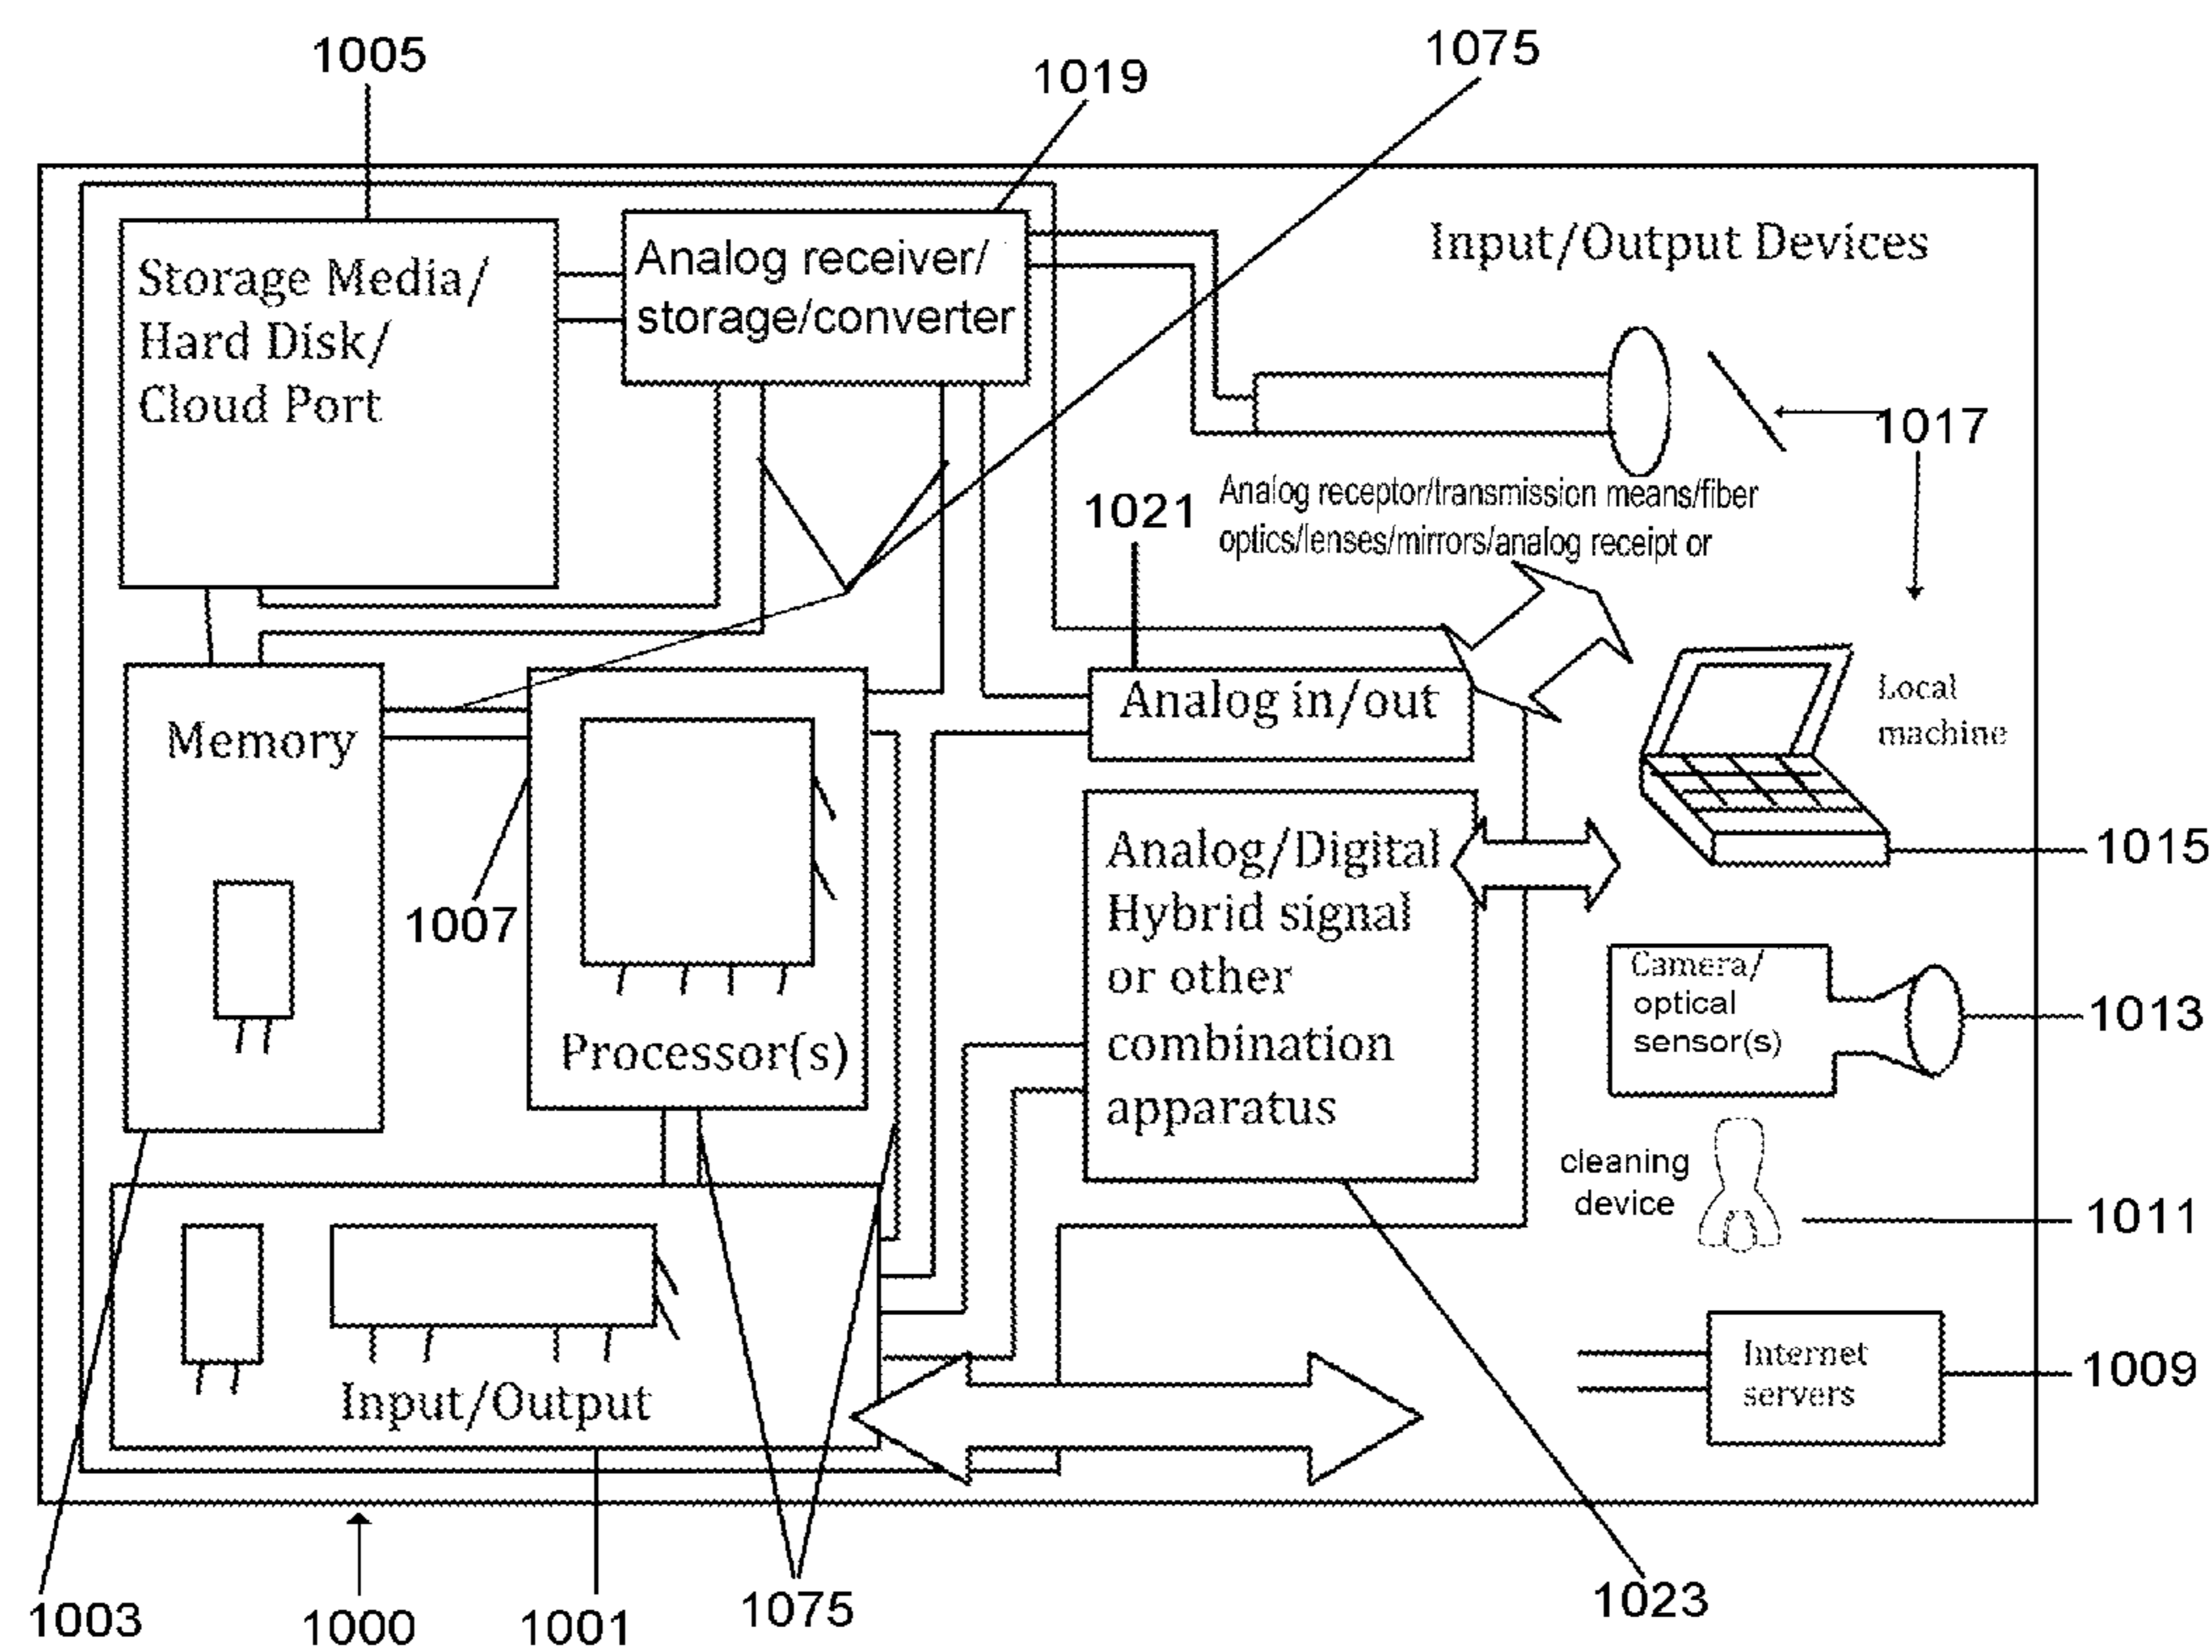 1005
1019
1075
Input/Output Devices
Storage Media/
Hard Disk/
Cloud Port
Analog receiver/
storage/converter
1017
Analog receptor/transmission means/fiber
optics/lenses/mirrors/analog receipt or
1021
Analog in/out
Local
machine
Memory
1007
Processor(s)
Analog/Digital
Hybrid signal
or other
combination
apparatus
1015
Camera/
optical
sensor(s)
1013
cleaning
device
1011
Internet
servers
1009
Input/Output
1003
1000
1001
1075
1023